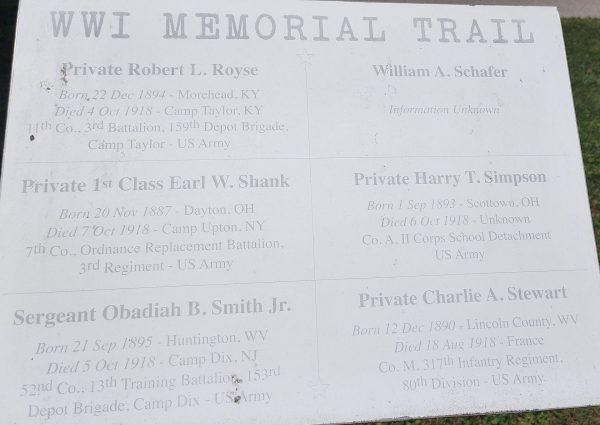 WWI MEMORIAL TRAIL
Private Robert L. Royse
Born 22 Dec 1894 - Morehead, KY
Died 4 Oct 1918 - Camp Taylor, KY
11th Co., 3rd Battalion, 159th Depot Brigade,
Camp Taylor - US Army
William A. Schafer
Information Unknown
Private 1st Class Earl W. Shank
Born 20 Nov 1887 - Dayton, OH
Died 7 Oct 1918 - Camp Upton, NY
7th Co., Ordnance Replacement Battalion,
3rd Regiment - US Army
Private Harry T. Simpson
Born 1 Sep 1893 - Scottown, OH
Died 6 Oct 1918 - Unknown
Co. A, II Corps School Detachment
US Army
Sergeant Obadiah B. Smith Jr.
Born 21 Sep 1895 - Huntington, WV
Died 5 Oct 1918 - Camp Dix, NJ
52nd Co., 13th Training Battalion, 153rd
Depot Brigade, Camp Dix - US Army
Private Charlie A. Stewart
Born 12 Dec 1890 - Lincoln County, WV
Died 18 Aug 1918 - France
Co. M, 317th Infantry Regiment,
80th Division - US Army